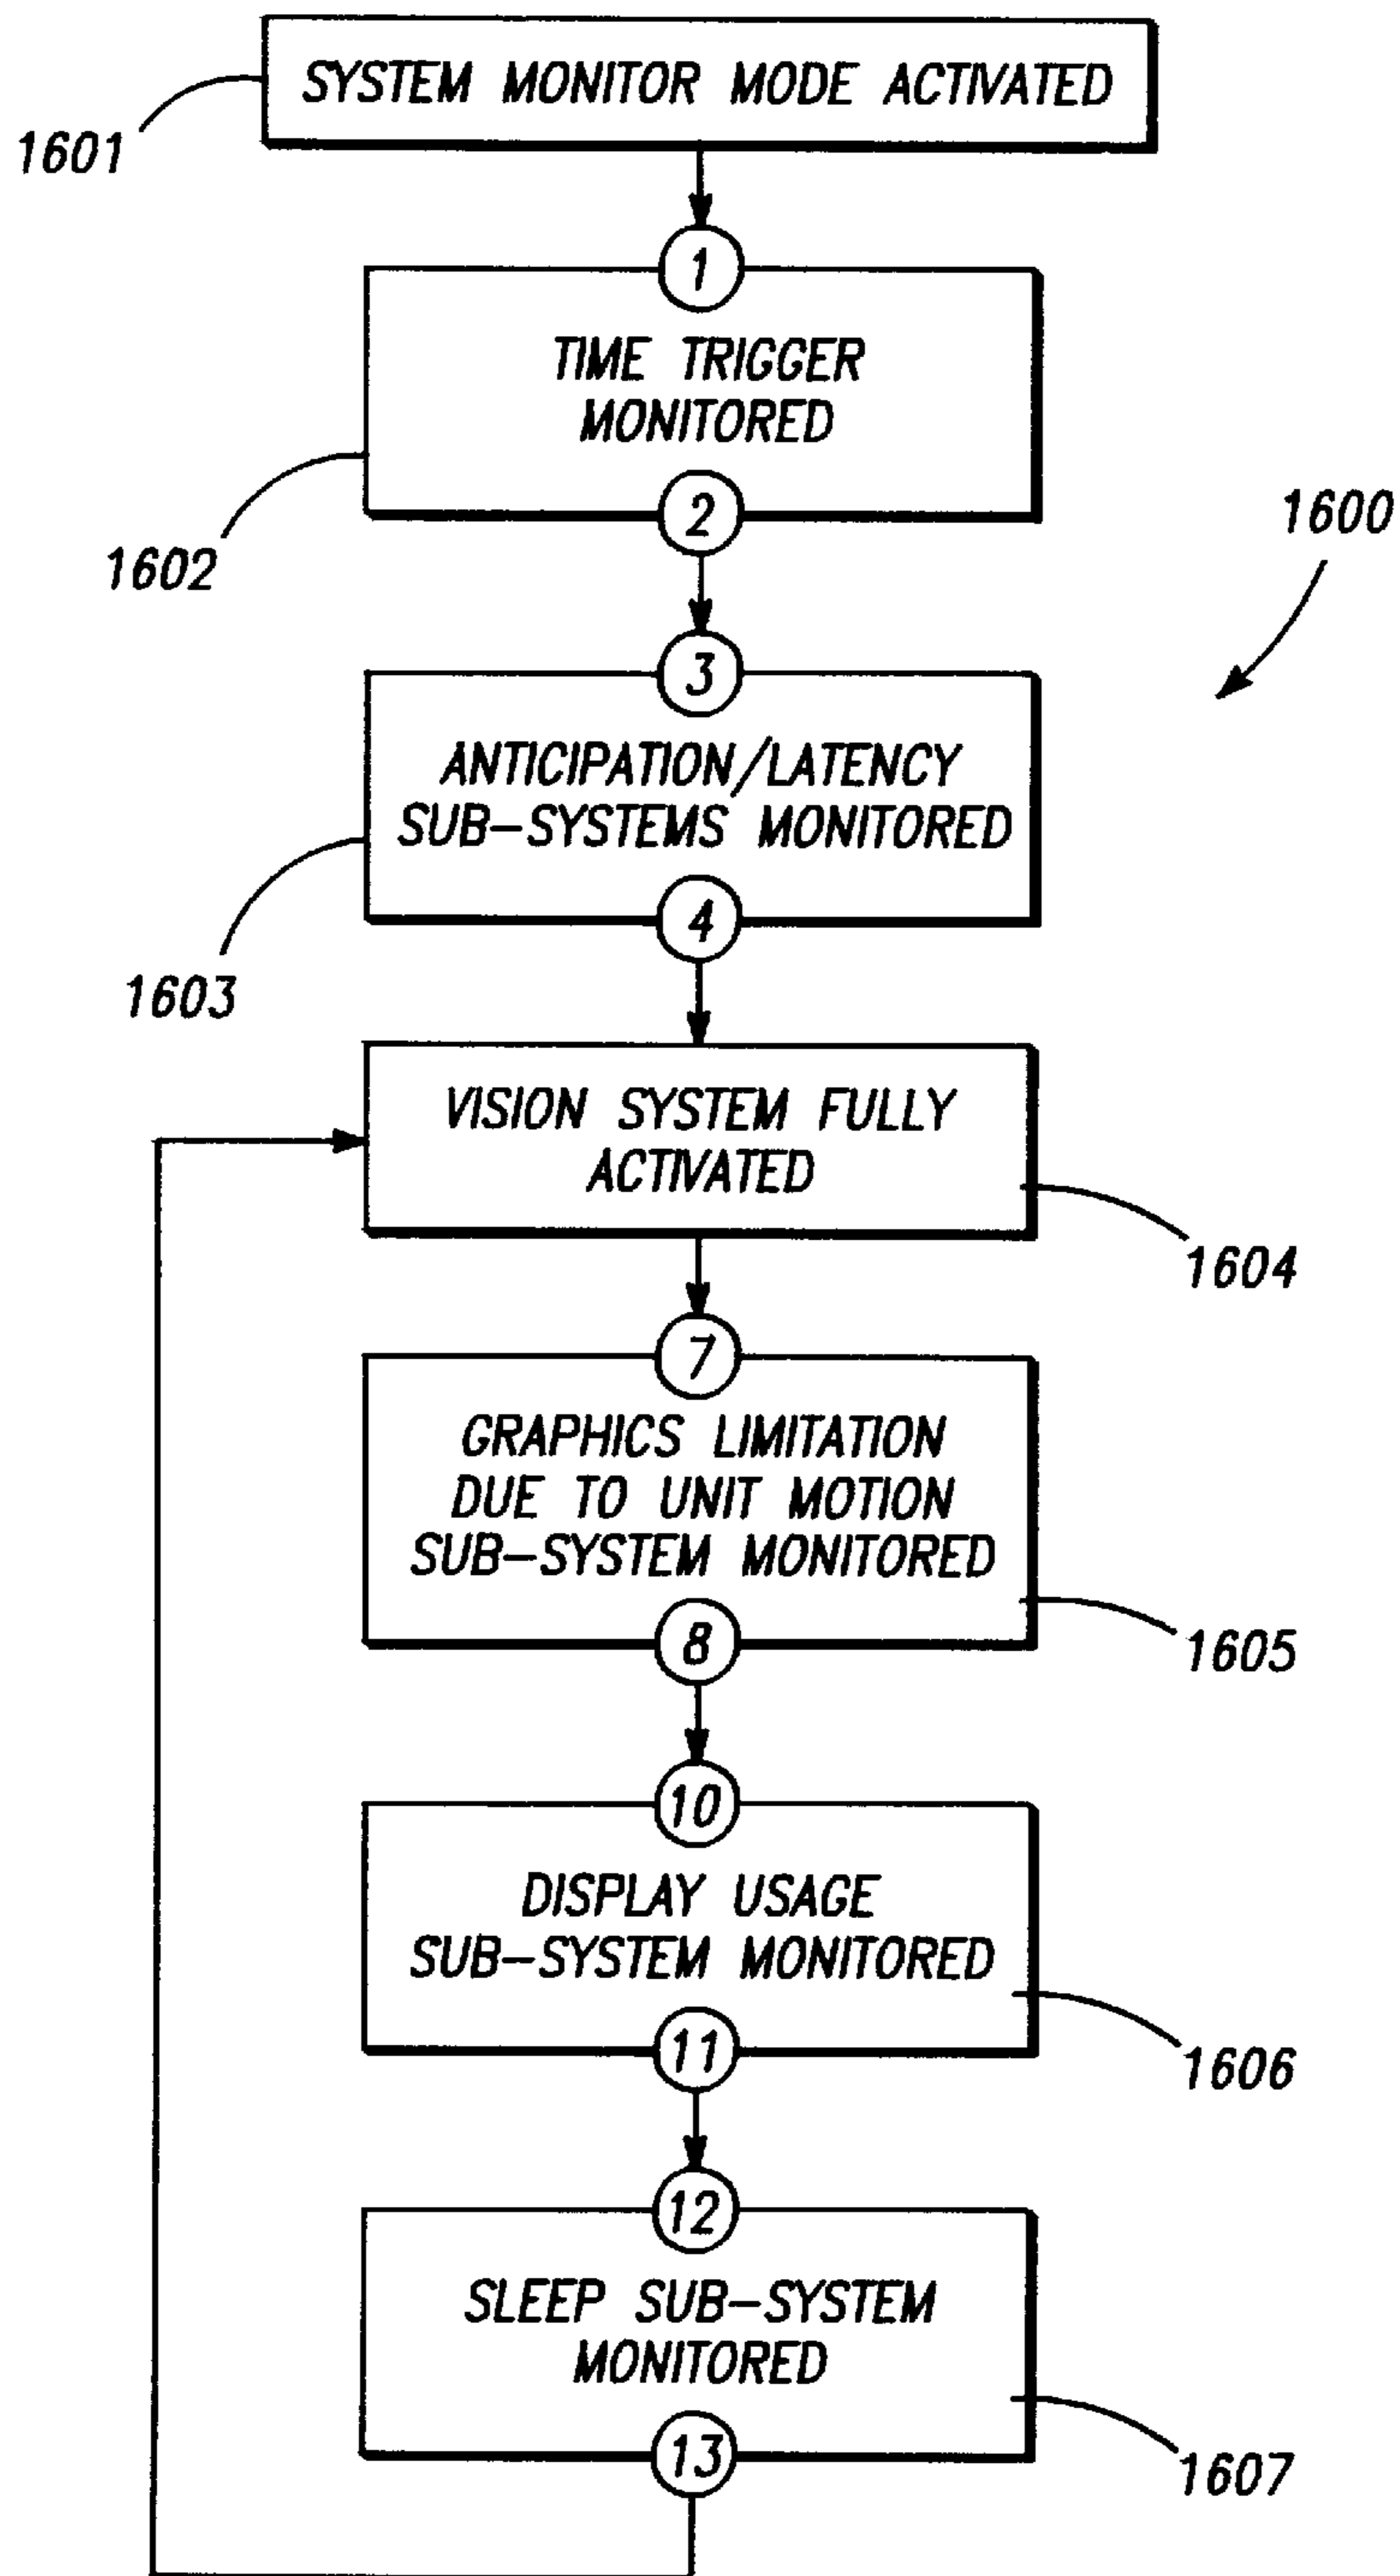 SYSTEM MONITOR MODE ACTIVATED
1601
1
TIME TRIGGER
MONITORED
2
1602
1600
3
ANTICIPATION/LATENCY
SUB-SYSTEMS MONITORED
4
1603
VISION SYSTEM FULLY
ACTIVATED
1604
7
GRAPHICS LIMITATION
DUE TO UNIT MOTION
SUB-SYSTEM MONITORED
8
1605
10
DISPLAY USAGE
SUB-SYSTEM MONITORED
11
1606
12
SLEEP SUB-SYSTEM
MONITORED
13
1607